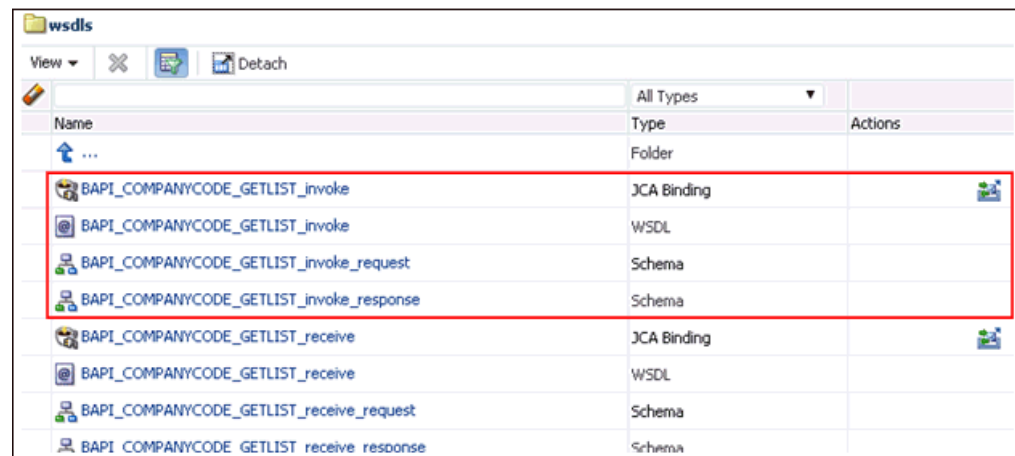 wsdls
View Detach
All Types
Name Type Actions
... Folder
BAPI_COMPANYCODE_GETLIST_invoke JCA Binding
BAPI_COMPANYCODE_GETLIST_invoke WSDL
BAPI_COMPANYCODE_GETLIST_invoke_request Schema
BAPI_COMPANYCODE_GETLIST_invoke_response Schema
BAPI_COMPANYCODE_GETLIST_receive JCA Binding
BAPI_COMPANYCODE_GETLIST_receive WSDL
BAPI_COMPANYCODE_GETLIST_receive_request Schema
BAPI_COMPANYCODE_GETLIST_receive_response Schema